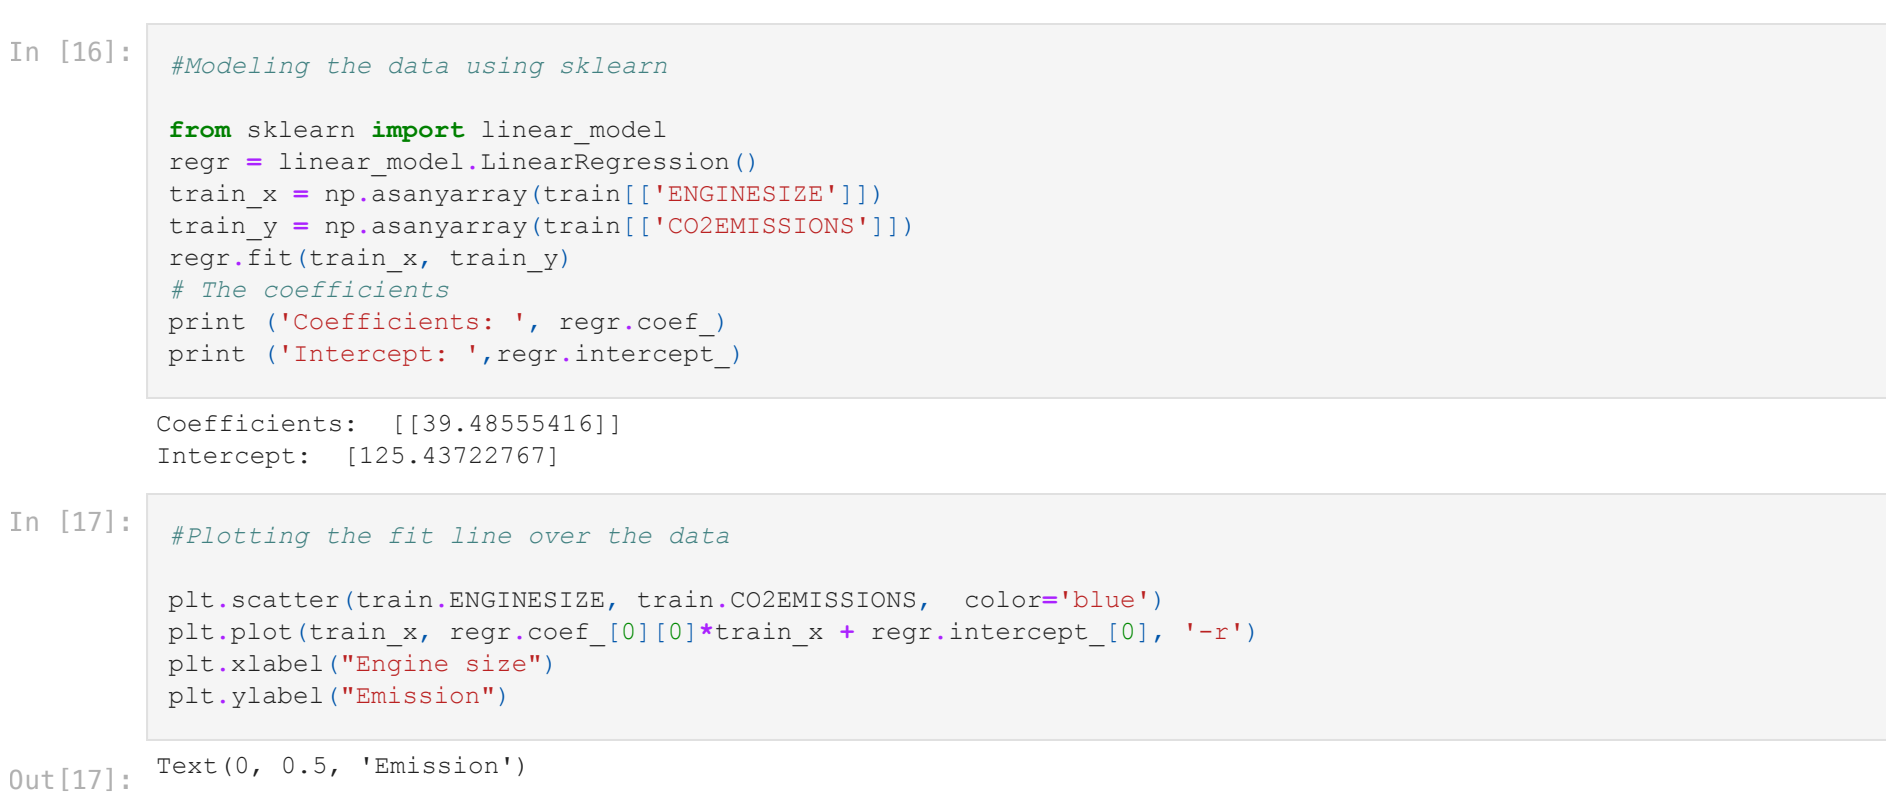 In [16]:
#Modeling the data using sklearn
from sklearn import linear_model
regr = linear_model.LinearRegression()
train_x = np.asanyarray(train[['ENGINESIZE']])
train_y = np.asanyarray(train[['CO2EMISSIONS']])
regr.fit(train_x, train_y)
# The coefficients
print ('Coefficients: ', regr.coef_)
print ('Intercept: ',regr.intercept_)
Coefficients:  [[39.48555416]]
Intercept:  [125.43722767]
In [17]:
#Plotting the fit line over the data
plt.scatter(train.ENGINESIZE, train.CO2EMISSIONS,  color='blue')
plt.plot(train_x, regr.coef_[0][0]*train_x + regr.intercept_[0], '-r')
plt.xlabel("Engine size")
plt.ylabel("Emission")
Out[17]:
Text(0, 0.5, 'Emission')